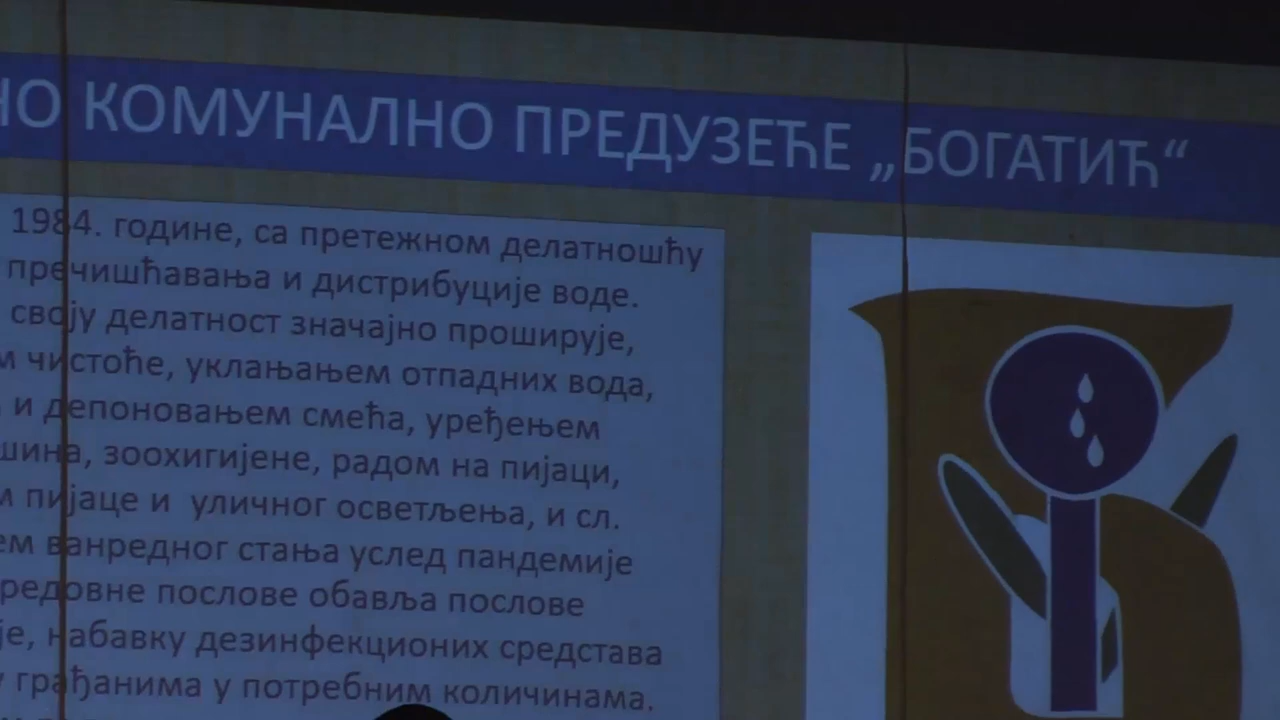 НО КОМУНАЛНО ПРЕДУЗЕЋЕ „БОГАТИЋ“
1984. године, са претежном делатношћу
пречишћавања и дистрибуције воде.
своју делатност значајно проширује,
м чистоће, уклањањем отпадних вода,
и депоновањем смећа, уређењем
шина, зоохигијене, радом на пијаци,
м пијаце и уличног осветљења, и сл.
ем ванредног стања услед пандемије
редовне послове обавља послове
је, набавку дезинфекционих средстава
у грађанима у потребним количинама.